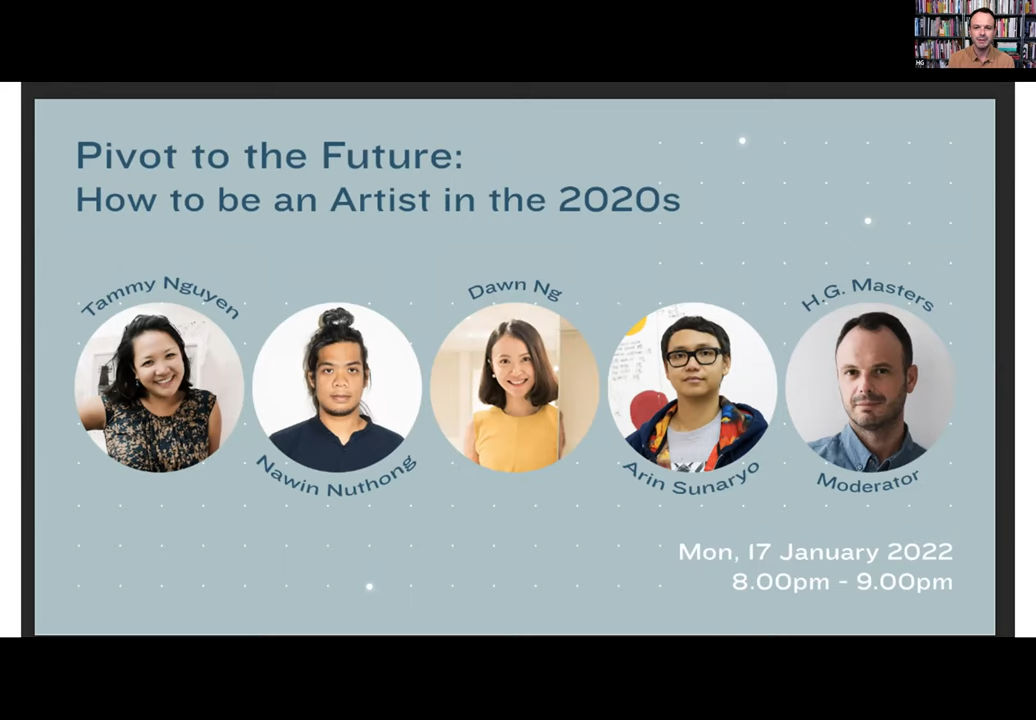 HG
Pivot to the Future:
How to be an Artist in the 2020s
Tammy Nguyen
Nawin Nuthong
Dawn Ng
Arin Sunaryo
H.G. Masters
Moderator
Mon, 17 January 2022
8.00pm - 9.00pm